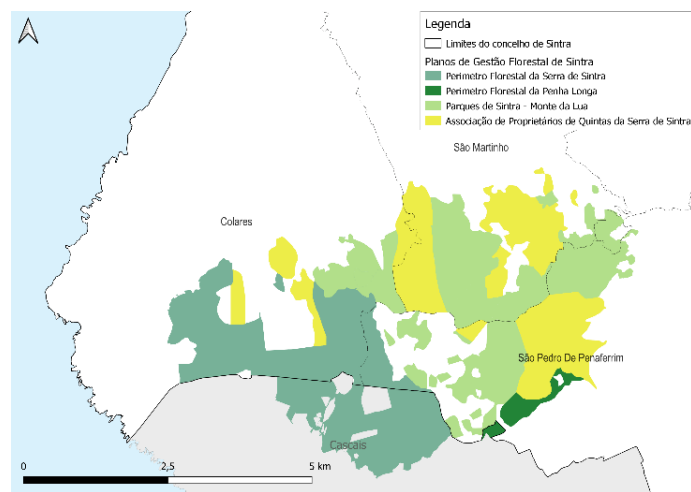 Legenda
Limites do concelho de Sintra
Planos de Gestão Florestal de Sintra
Perímetro Florestal da Serra de Sintra
Perímetro Florestal da Penha Longa
Parques de Sintra - Monte da Lua
Associação de Proprietários de Quintas da Serra de Sintra
São Martinho
Colares
São Pedro De Penaferrim
Cascais
0 2,5 5 km